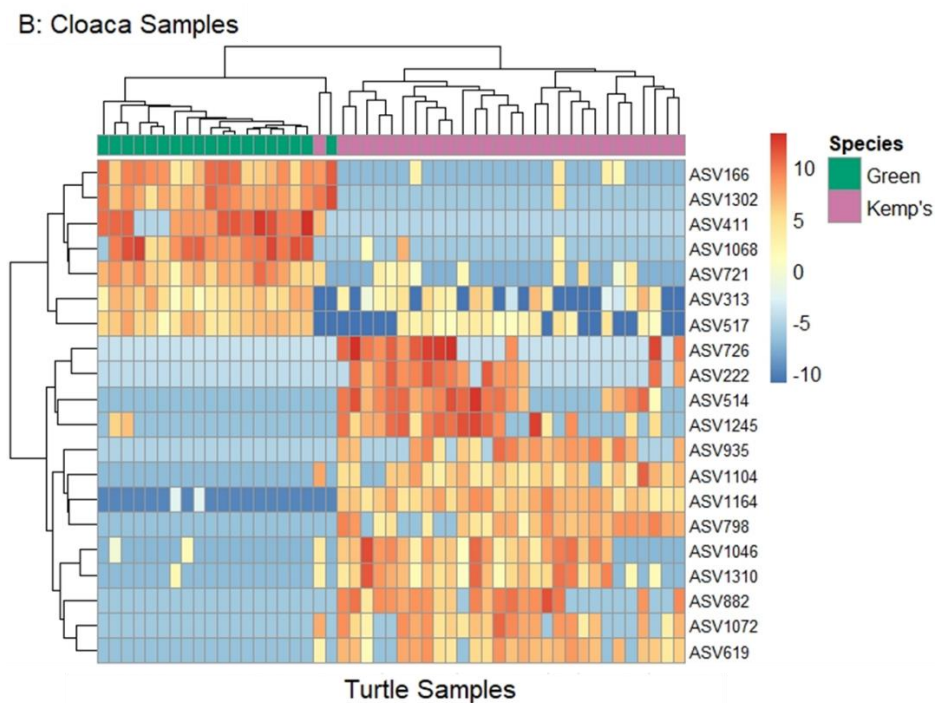 B: Cloaca Samples
Species
Green
Kemp's
10
5
0
-5
-10
ASV166
ASV1302
ASV411
ASV1068
ASV721
ASV313
ASV517
ASV726
ASV222
ASV514
ASV1245
ASV935
ASV1104
ASV1164
ASV798
ASV1046
ASV1310
ASV882
ASV1072
ASV619
Turtle Samples